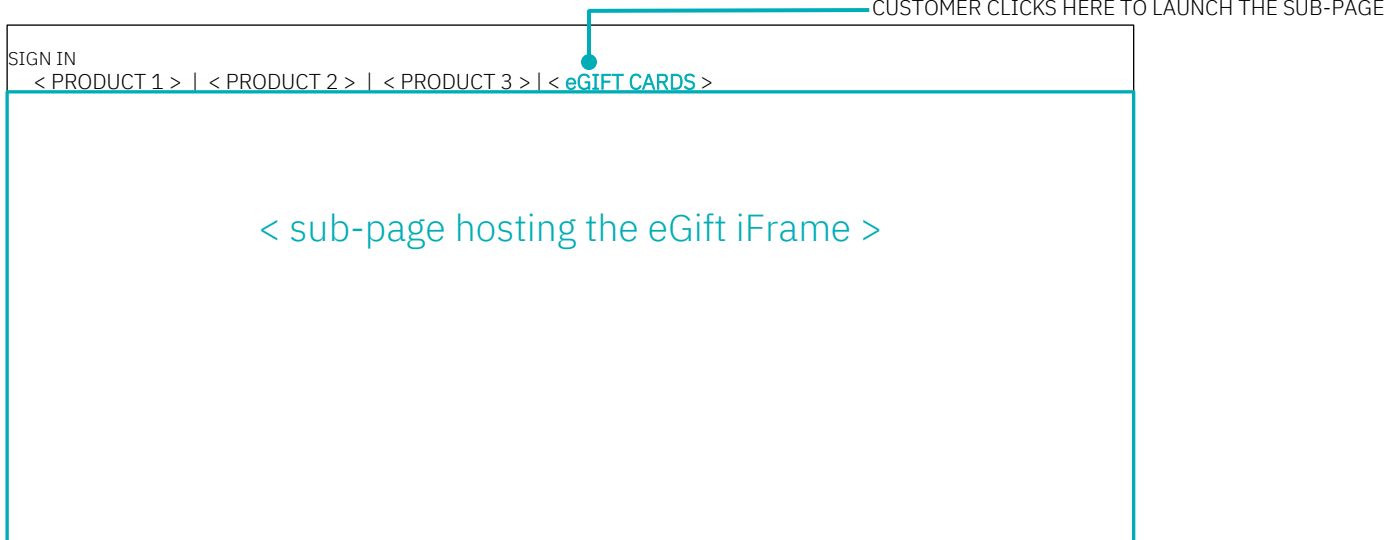 CUSTOMER CLICKS HERE TO LAUNCH THE SUB-PAGE
SIGN IN
< PRODUCT 1 > | < PRODUCT 2 > | < PRODUCT 3 > | < eGIFT CARDS >
< sub-page hosting the eGift iFrame >